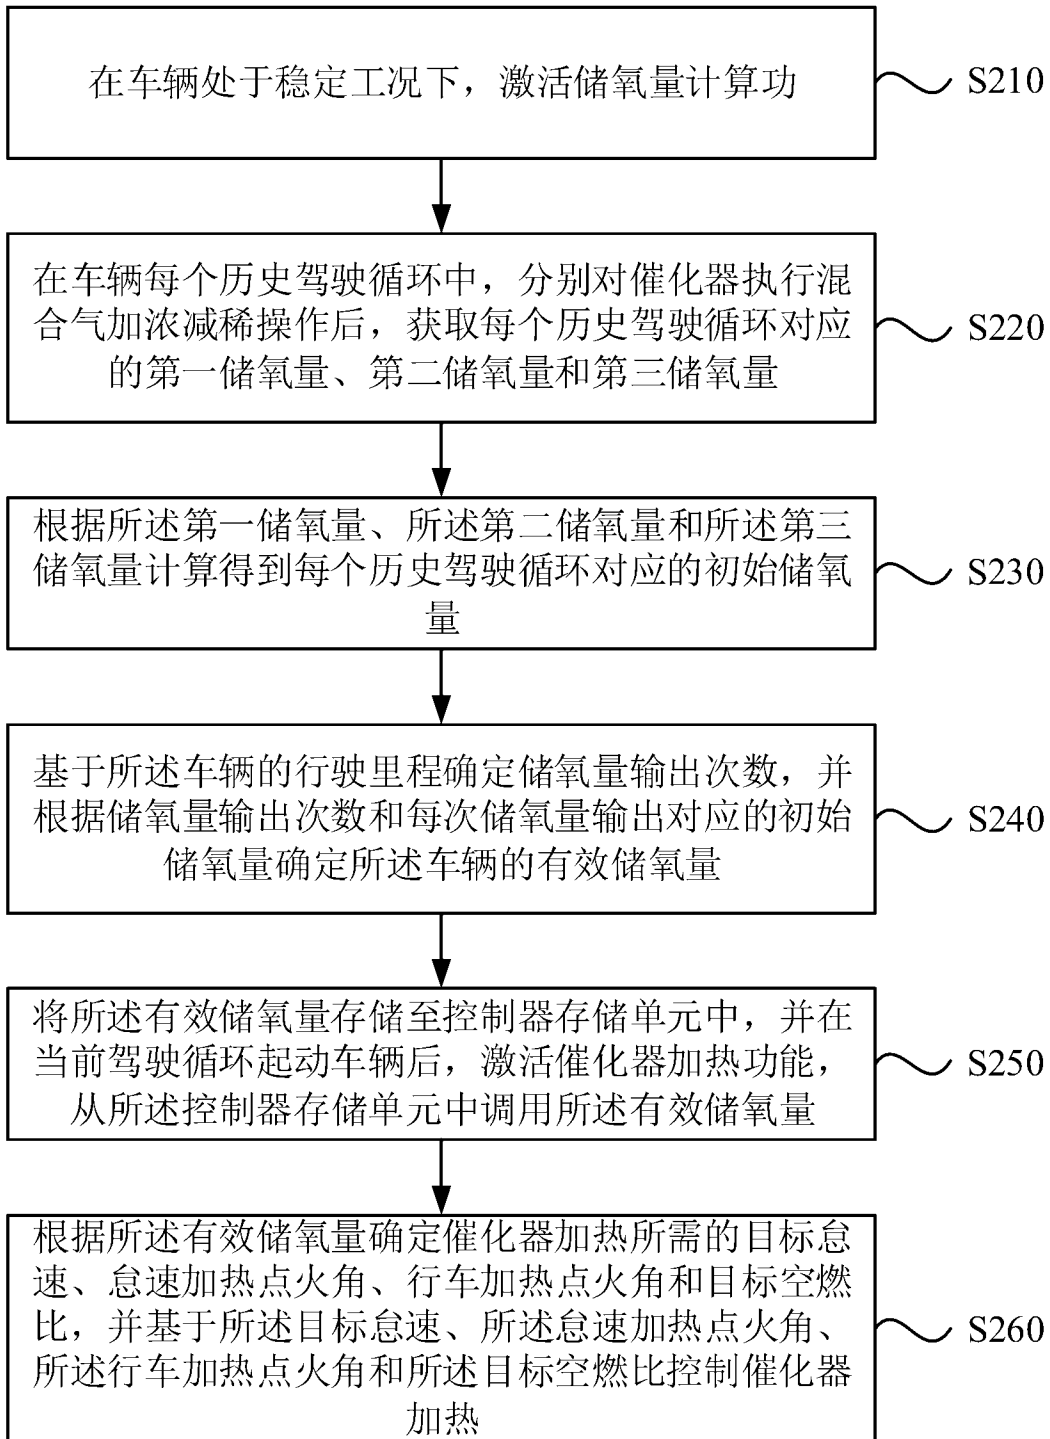 在车辆处于稳定工况下，激活储氧量计算功
S210
在车辆每个历史驾驶循环中，分别对催化器执行混
合气加浓减稀操作后，获取每个历史驾驶循环对应
的第一储氧量、第二储氧量和第三储氧量
S220
根据所述第一储氧量、所述第二储氧量和所述第三
储氧量计算得到每个历史驾驶循环对应的初始储氧
量
S230
基于所述车辆的行驶里程确定储氧量输出次数，并
根据储氧量输出次数和每次储氧量输出对应的初始
储氧量确定所述车辆的有效储氧量
S240
将所述有效储氧量存储至控制器存储单元中，并在
当前驾驶循环起动车辆后，激活催化器加热功能，
从所述控制器存储单元中调用所述有效储氧量
S250
根据所述有效储氧量确定催化器加热所需的目标怠
速、怠速加热点火角、行车加热点火角和目标空燃
比，并基于所述目标怠速、所述怠速加热点火角、
所述行车加热点火角和所述目标空燃比控制催化器
加热
S260